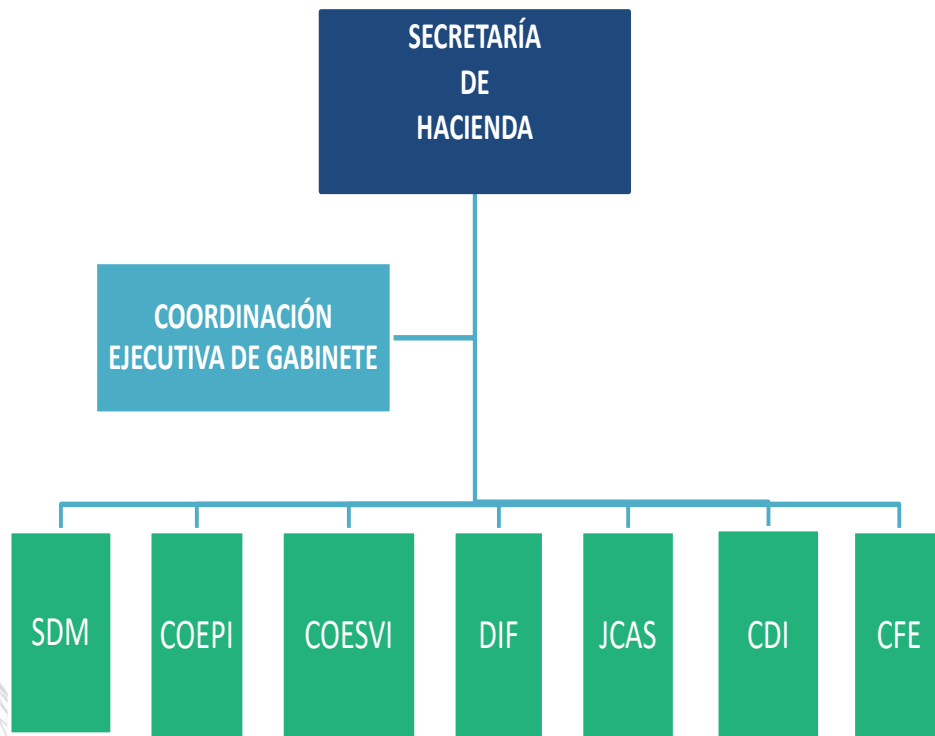 SECRETARÍA
DE
HACIENDA
COORDINACIÓN
EJECUTIVA DE GABINETE
SDM
COEPI
COESVI
DIF
JCAS
CDI
CFE